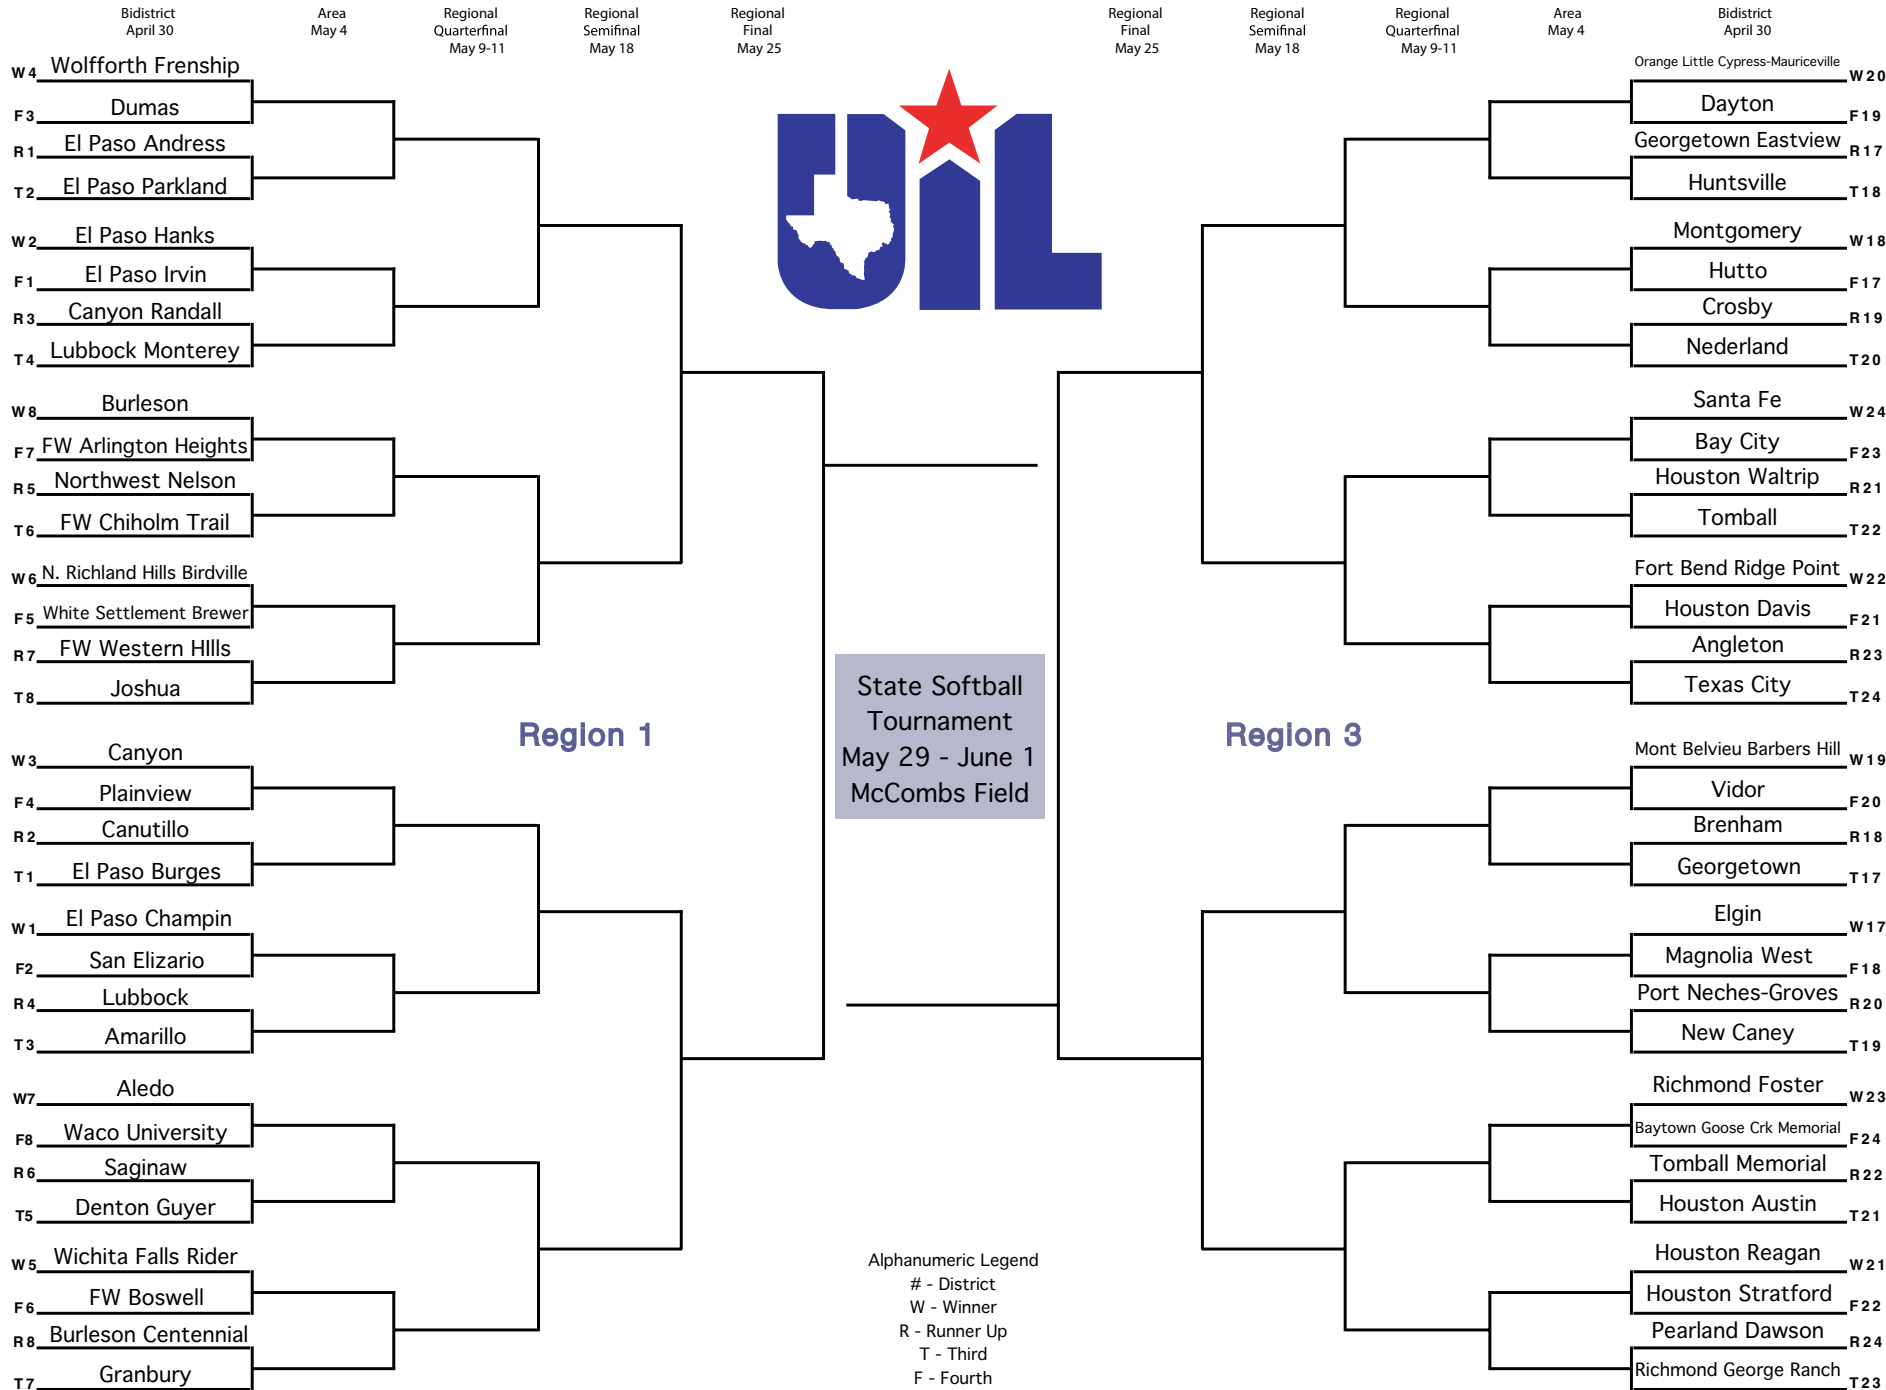 Bidistrict
April 30
Area
May 4
Regional
Quarterfinal
May 9-11
Regional
Semifinal
May 18
Regional
Final
May 25
Regional
Final
May 25
Regional
Semifinal
May 18
Regional
Quarterfinal
May 9-11
Area
May 4
Bidistrict
April 30
W4 Wolfforth Frenship
F3 Dumas
R1 El Paso Andress
T2 El Paso Parkland
W2 El Paso Hanks
F1 El Paso Irvin
R3 Canyon Randall
T4 Lubbock Monterey
W8 Burleson
F7 FW Arlington Heights
R5 Northwest Nelson
T6 FW Chiholm Trail
W6 N. Richland Hills Birdville
F5 White Settlement Brewer
R7 FW Western HIlls
T8 Joshua
Region 1
W3 Canyon
F4 Plainview
R2 Canutillo
T1 El Paso Burges
W1 El Paso Champin
F2 San Elizario
R4 Lubbock
T3 Amarillo
W7 Aledo
F8 Waco University
R6 Saginaw
T5 Denton Guyer
W5 Wichita Falls Rider
F6 FW Boswell
R8 Burleson Centennial
T7 Granbury
UIL
State Softball
Tournament
May 29 - June 1
McCombs Field
Alphanumeric Legend
# - District
W - Winner
R - Runner Up
T - Third
F - Fourth
Orange Little Cypress-Mauriceville W20
Dayton F19
Georgetown Eastview R17
Huntsville T18
Montgomery W18
Hutto F17
Crosby R19
Nederland T20
Santa Fe W24
Bay City F23
Houston Waltrip R21
Tomball T22
Fort Bend Ridge Point W22
Houston Davis F21
Angleton R23
Texas City T24
Region 3
Mont Belvieu Barbers Hill W19
Vidor F20
Brenham R18
Georgetown T17
Elgin W17
Magnolia West F18
Port Neches-Groves R20
New Caney T19
Richmond Foster W23
Baytown Goose Crk Memorial F24
Tomball Memorial R22
Houston Austin T21
Houston Reagan W21
Houston Stratford F22
Pearland Dawson R24
Richmond George Ranch T23